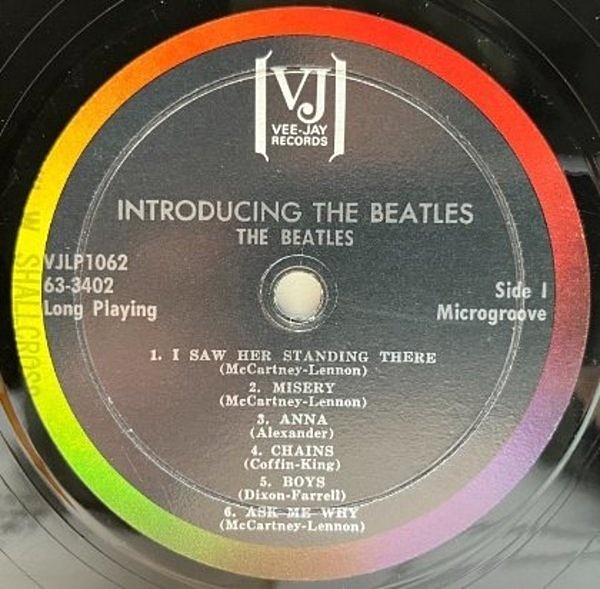 VJ
VEE-JAY
RECORDS
INTRODUCING THE BEATLES
THE BEATLES
VJLP1062
63-3402
Long Playing
Side I
Microgroove
1. I SAW HER STANDING THERE
(McCartney-Lennon)
2. MISERY
(McCartney-Lennon)
3. ANNA
(Alexander)
4. CHAINS
(Coffin-King)
5. BOYS
(Dixon-Farrell)
6. ASK ME WHY
(McCartney-Lennon)
W SHALLCROSS